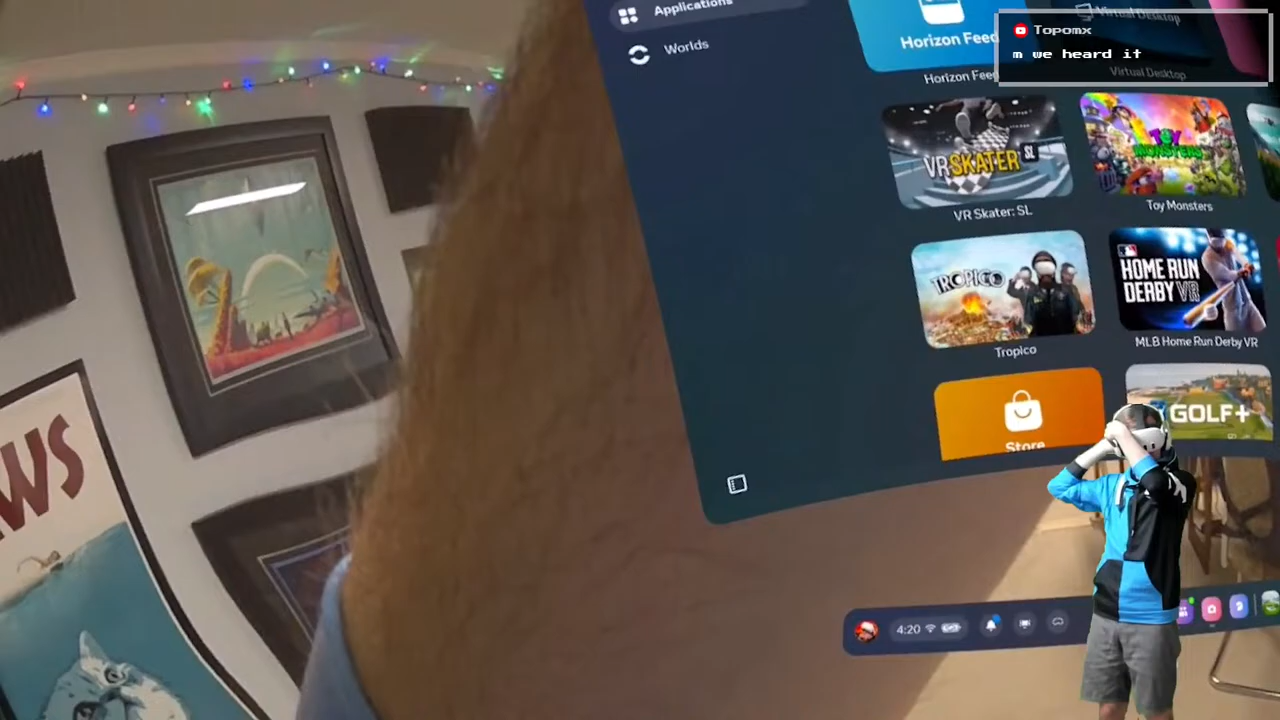 Applications
Worlds
Horizon Feed
Horizon Feed
Virtual Desktop
Virtual Desktop
Topomx
m we heard it
VR SKATER SL
VR Skater: SL
TOY MONSTERS
Toy Monsters
TROPICO
Tropico
HOME RUN
DERBY VR
MLB Home Run Derby VR
Store
GOLF+
WS
4:20